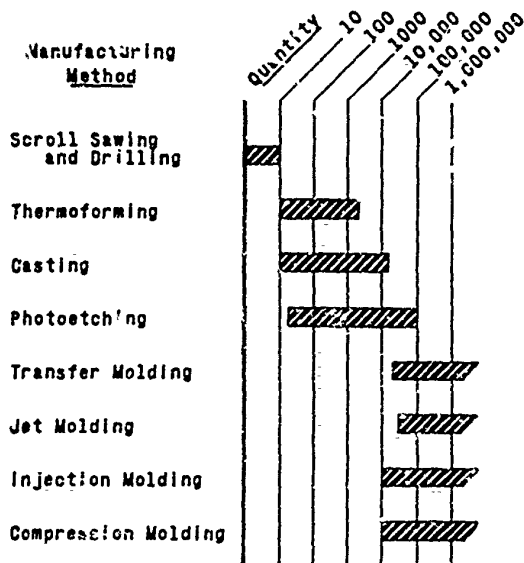 Manufacturing
Method
Quantity
10
100
1000
10,000
100,000
1,000,000
Scroll Sawing
and Drilling
Thermoforming
Casting
Photoetching
Transfer Molding
Jet Molding
Injection Molding
Compression Molding